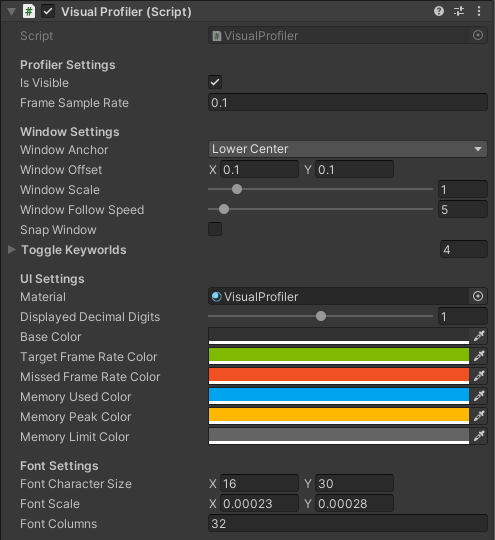 Visual Profiler (Script)
Script VisualProfiler
Profiler Settings
Is Visible
Frame Sample Rate 0.1
Window Settings
Window Anchor Lower Center
Window Offset X 0.1 Y 0.1
Window Scale 1
Window Follow Speed 5
Snap Window
Toggle Keyworlds 4
UI Settings
Material VisualProfiler
Displayed Decimal Digits 1
Base Color
Target Frame Rate Color
Missed Frame Rate Color
Memory Used Color
Memory Peak Color
Memory Limit Color
Font Settings
Font Character Size X 16 Y 30
Font Scale X 0.00023 Y 0.00028
Font Columns 32